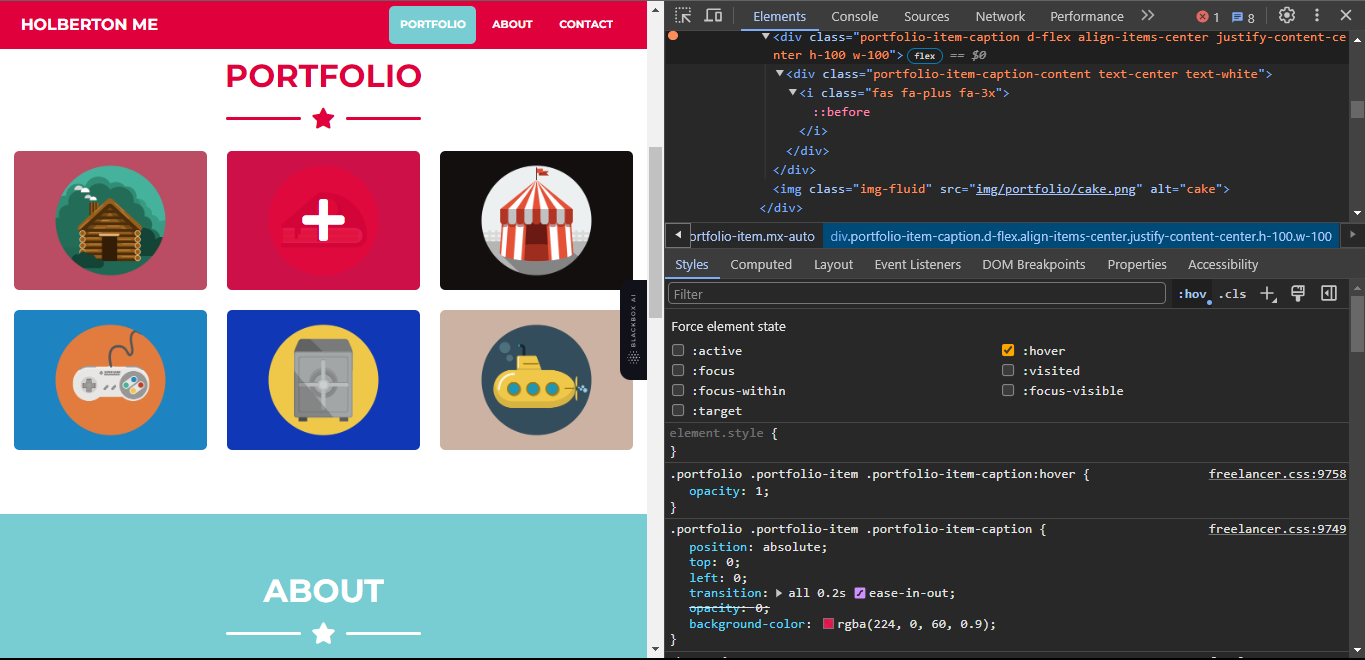 HOLBERTON ME
PORTFOLIO
ABOUT
CONTACT
PORTFOLIO
BLACKBOX AI
ABOUT
Elements Console Sources Network Performance 1 8
<div class="portfolio-item-caption d-flex align-items-center justify-content-ce
nter h-100 w-100"> flex == $0
<div class="portfolio-item-caption-content text-center text-white">
<i class="fas fa-plus fa-3x">
::before
</i>
</div>
</div>
<img class="img-fluid" src="img/portfolio/cake.png" alt="cake">
</div>
ortfolio-item.mx-auto div.portfolio-item-caption.d-flex.align-items-center.justify-content-center.h-100.w-100
Styles Computed Layout Event Listeners DOM Breakpoints Properties Accessibility
Filter :hov .cls
Force element state
:active :hover
:focus :visited
:focus-within :focus-visible
:target
element.style {
}
.portfolio .portfolio-item .portfolio-item-caption:hover { freelancer.css:9758
opacity: 1;
}
.portfolio .portfolio-item .portfolio-item-caption { freelancer.css:9749
position: absolute;
top: 0;
left: 0;
transition: all 0.2s ease-in-out;
opacity: 0;
background-color: rgba(224, 0, 60, 0.9);
}